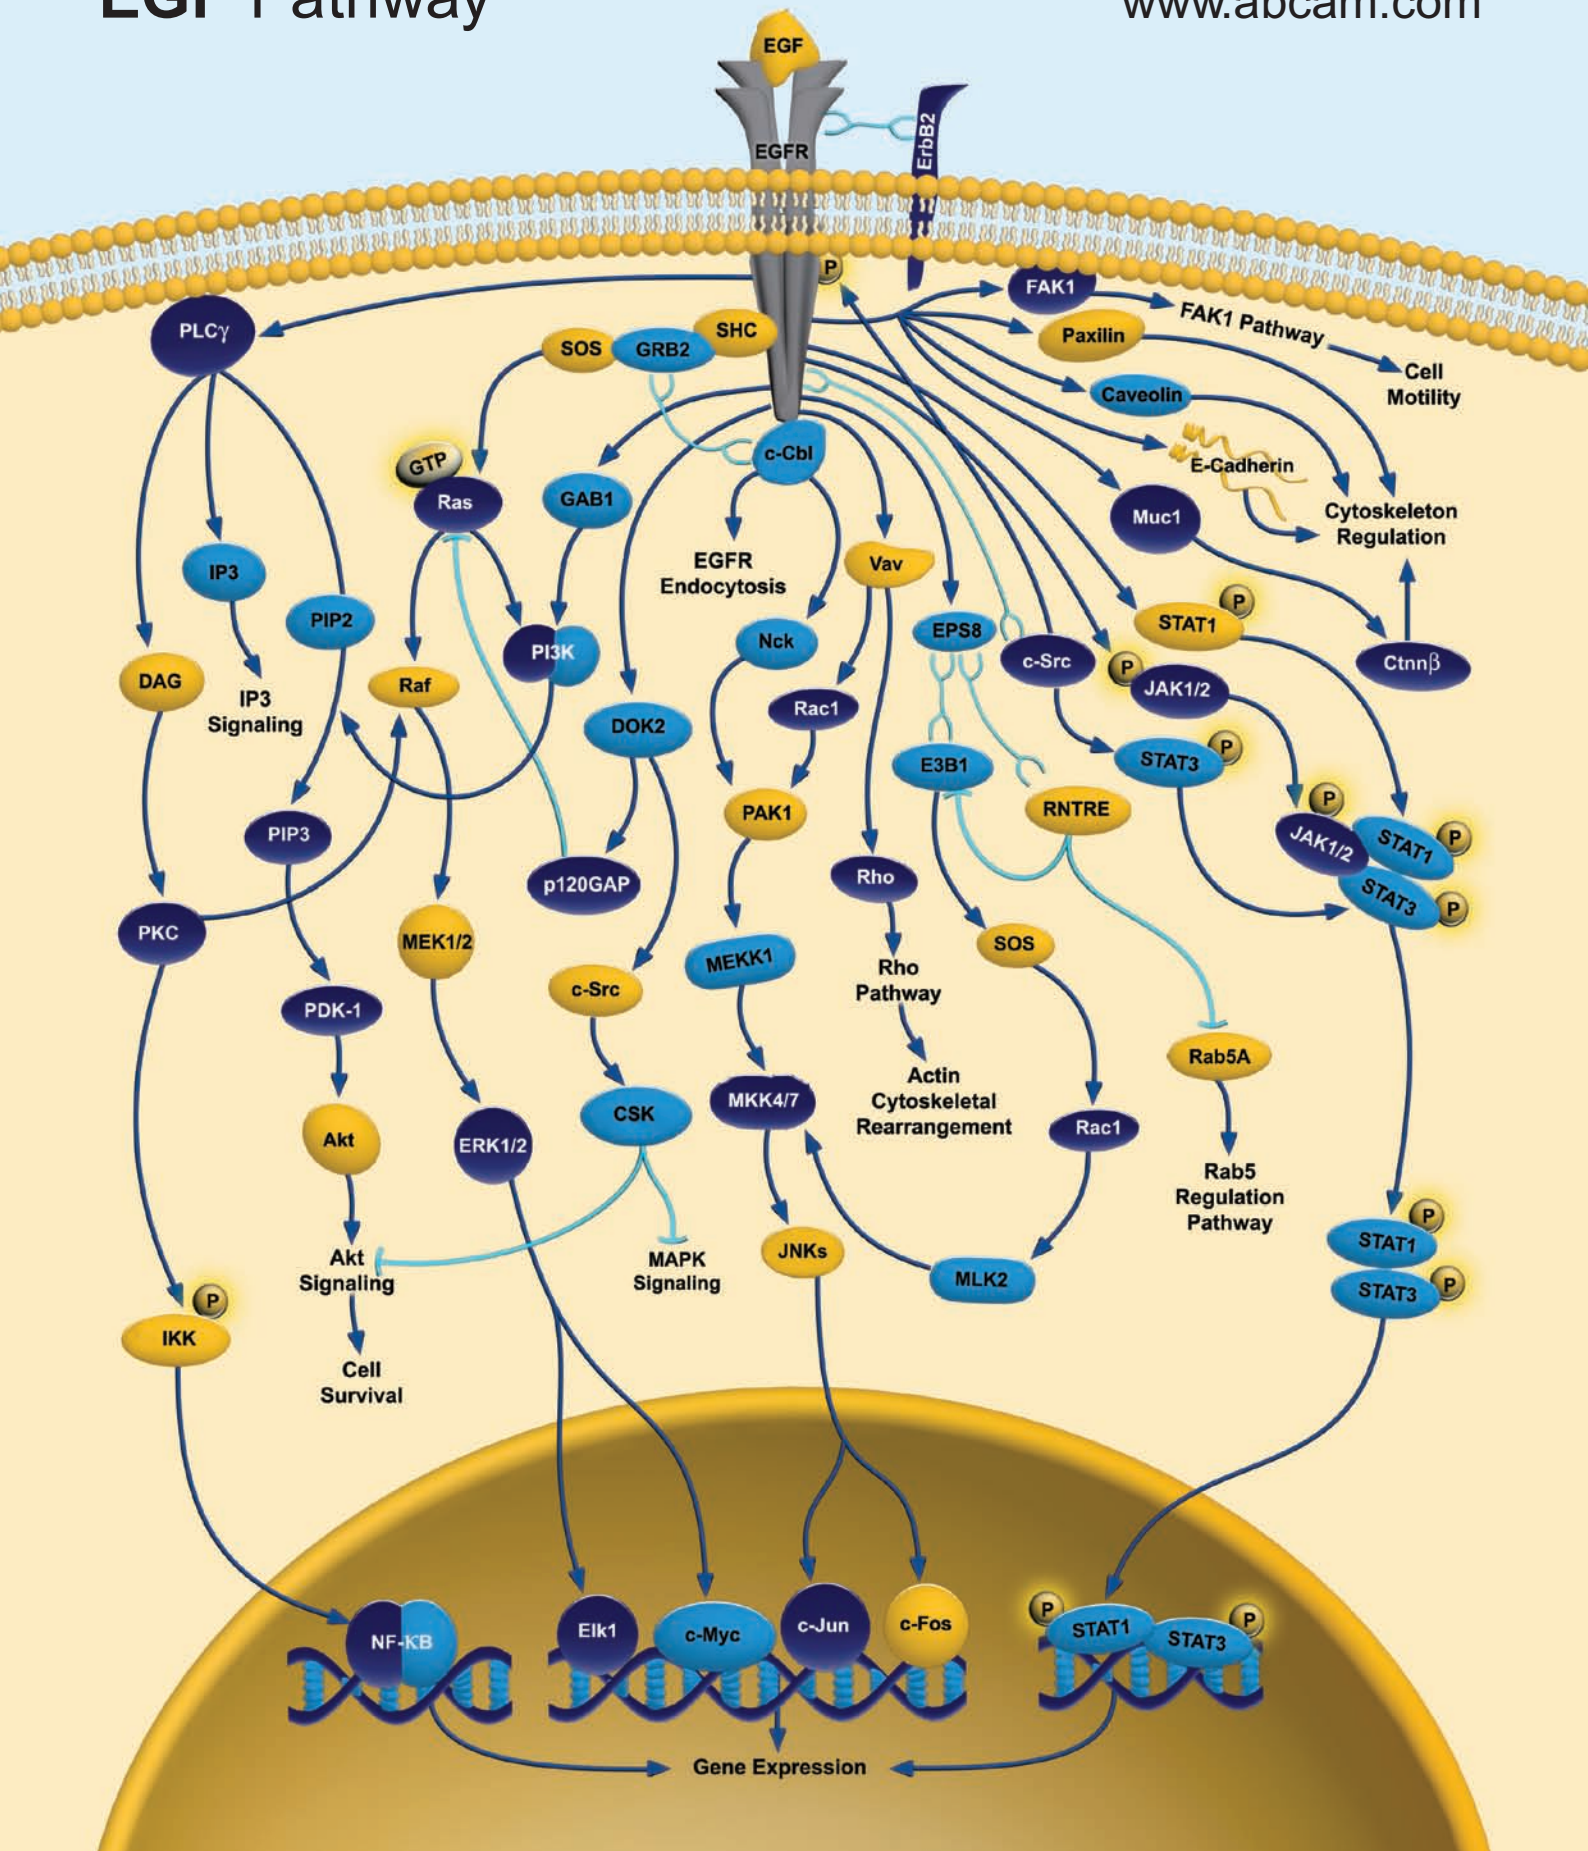 EGF Pathway
www.abcam.com
EGF
EGFR
ErbB2
P
PLCγ
SOS
GRB2
SHC
FAK1
FAK1 Pathway
Paxilin
Cell
Motility
Caveolin
c-Cbl
E-Cadherin
GTP
Ras
GAB1
Muc1
Cytoskeleton
Regulation
EGFR
Endocytosis
Vav
IP3
PIP2
P
STAT1
EPS8
Nck
PI3K
c-Src
P
JAK1/2
Ctnnβ
DAG
Raf
IP3
Signaling
Rac1
DOK2
P
STAT3
E3B1
PAK1
RNTRE
P
JAK1/2
STAT1
P
PIP3
p120GAP
Rho
STAT3
P
PKC
MEK1/2
SOS
MEKK1
Rho
Pathway
c-Src
PDK-1
Rab5A
Actin
Cytoskeletal
Rearrangement
MKK4/7
CSK
Rac1
Akt
ERK1/2
Rab5
Regulation
Pathway
P
STAT1
JNKs
Akt
Signaling
MAPK
Signaling
MLK2
P
STAT3
P
IKK
Cell
Survival
NF-κB
Elk1
c-Myc
c-Jun
c-Fos
P
STAT1
STAT3
P
Gene Expression